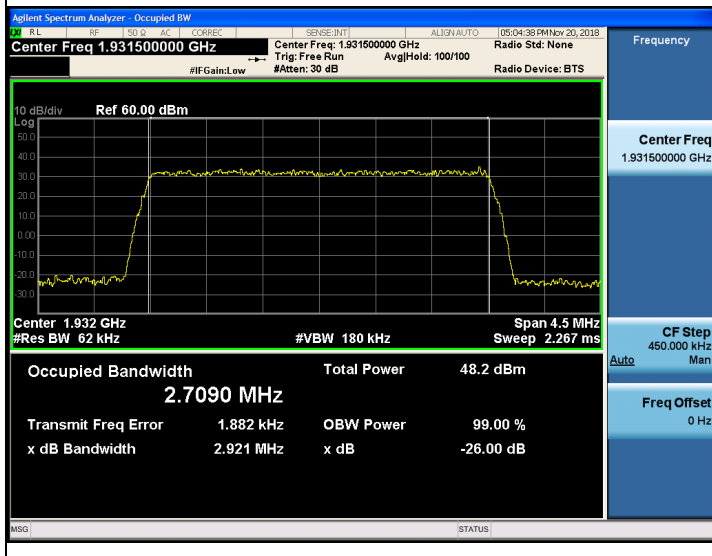 Agilent Spectrum Analyzer - Occupied BW
RL RF 50 Ω AC CORREC SENSE:INT ALIGN AUTO 05:04:38 PM Nov 20, 2018
Center Freq 1.931500000 GHz
Center Freq: 1.931500000 GHz
Radio Std: None
Trig: Free Run Avg|Hold: 100/100
#IFGain:Low #Atten: 30 dB Radio Device: BTS
Frequency
10 dB/div Ref 60.00 dBm
Log
50.0
40.0
30.0
20.0
10.0
0.00
-10.0
-20.0
-30.0
Center 1.932 GHz Span 4.5 MHz
#Res BW 62 kHz #VBW 180 kHz Sweep 2.267 ms
Occupied Bandwidth Total Power 48.2 dBm
2.7090 MHz
Transmit Freq Error 1.882 kHz OBW Power 99.00 %
x dB Bandwidth 2.921 MHz x dB -26.00 dB
Center Freq
1.931500000 GHz
CF Step
450.000 kHz
Auto Man
Freq Offset
0 Hz
MSG STATUS